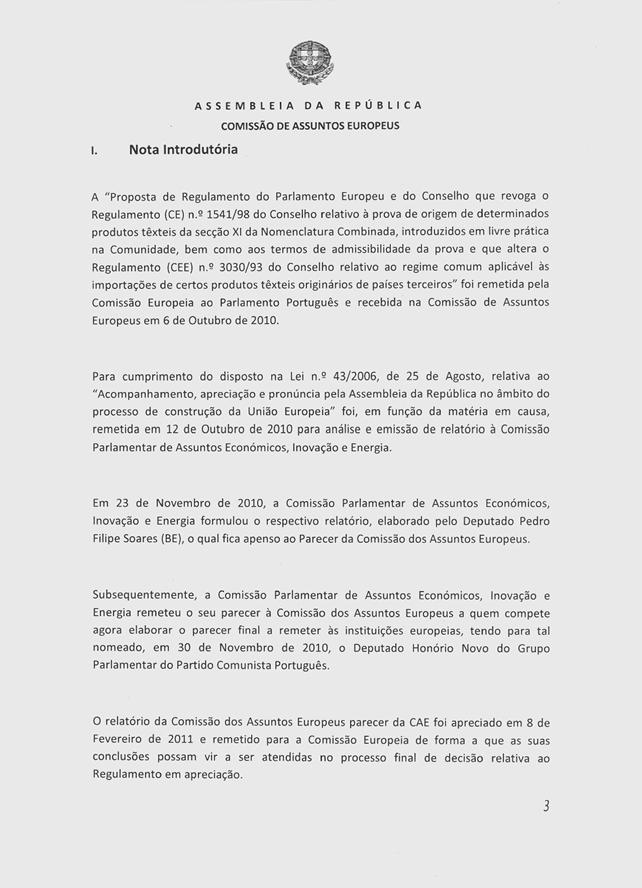 ASSEMBLEIA DA REPÚBLICA
COMISSÃO DE ASSUNTOS EUROPEUS
I. Nota Introdutória
A "Proposta de Regulamento do Parlamento Europeu e do Conselho que revoga o
Regulamento (CE) n.º 1541/98 do Conselho relativo à prova de origem de determinados
produtos têxteis da secção XI da Nomenclatura Combinada, introduzidos em livre prática
na Comunidade, bem como aos termos de admissibilidade da prova e que altera o
Regulamento (CEE) n.º 3030/93 do Conselho relativo ao regime comum aplicável às
importações de certos produtos têxteis originários de países terceiros" foi remetida pela
Comissão Europeia ao Parlamento Português e recebida na Comissão de Assuntos
Europeus em 6 de Outubro de 2010.
Para cumprimento do disposto na Lei n.º 43/2006, de 25 de Agosto, relativa ao
"Acompanhamento, apreciação e pronúncia pela Assembleia da República no âmbito do
processo de construção da União Europeia" foi, em função da matéria em causa,
remetida em 12 de Outubro de 2010 para análise e emissão de relatório à Comissão
Parlamentar de Assuntos Económicos, Inovação e Energia.
Em 23 de Novembro de 2010, a Comissão Parlamentar de Assuntos Económicos,
Inovação e Energia formulou o respectivo relatório, elaborado pelo Deputado Pedro
Filipe Soares (BE), o qual fica apenso ao Parecer da Comissão dos Assuntos Europeus.
Subsequentemente, a Comissão Parlamentar de Assuntos Económicos, Inovação e
Energia remeteu o seu parecer à Comissão dos Assuntos Europeus a quem compete
agora elaborar o parecer final a remeter às instituições europeias, tendo para tal
nomeado, em 30 de Novembro de 2010, o Deputado Honório Novo do Grupo
Parlamentar do Partido Comunista Português.
O relatório da Comissão dos Assuntos Europeus parecer da CAE foi apreciado em 8 de
Fevereiro de 2011 e remetido para a Comissão Europeia de forma a que as suas
conclusões possam vir a ser atendidas no processo final de decisão relativa ao
Regulamento em apreciação.
3